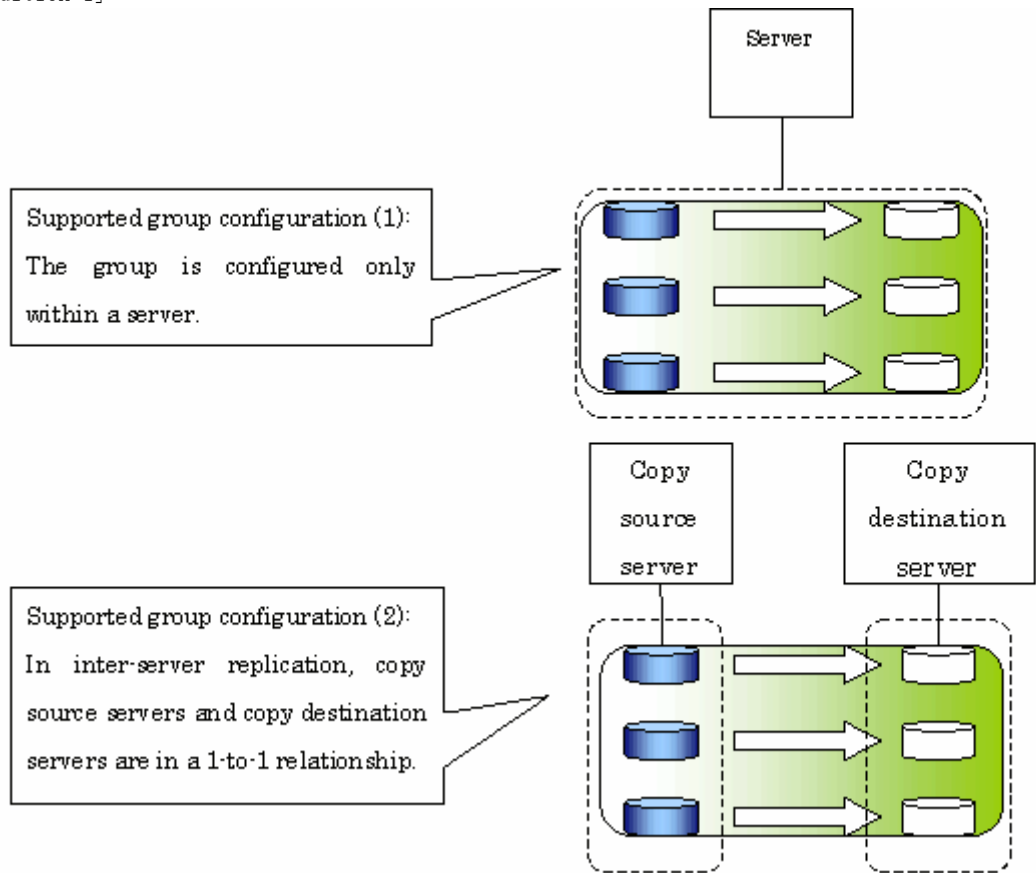 Server
Supported group configuration (1):
The group is configured only
within a server.
Copy
source
server
Copy
destination
server
Supported group configuration (2):
In inter-server replication, copy
source servers and copy destination
servers are in a 1-to-1 relationship.